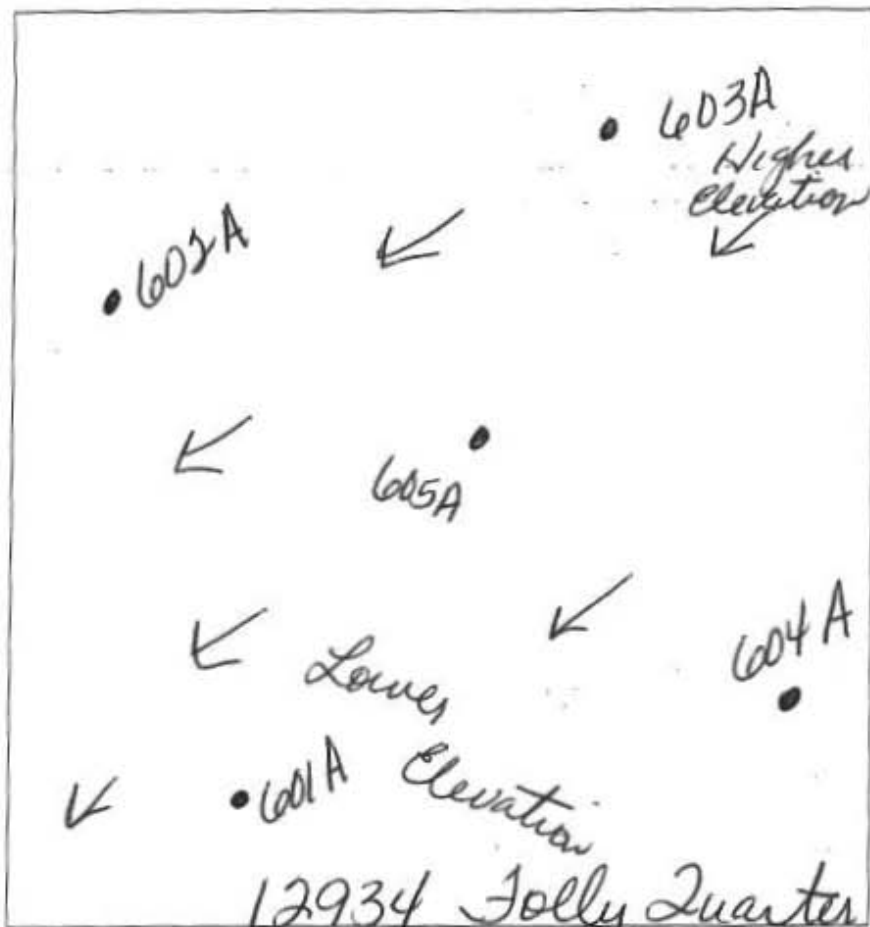 603A
Higher
Elevation
602A
605A
604A
Lower
Elevation
601A
12934 Folly Quarter